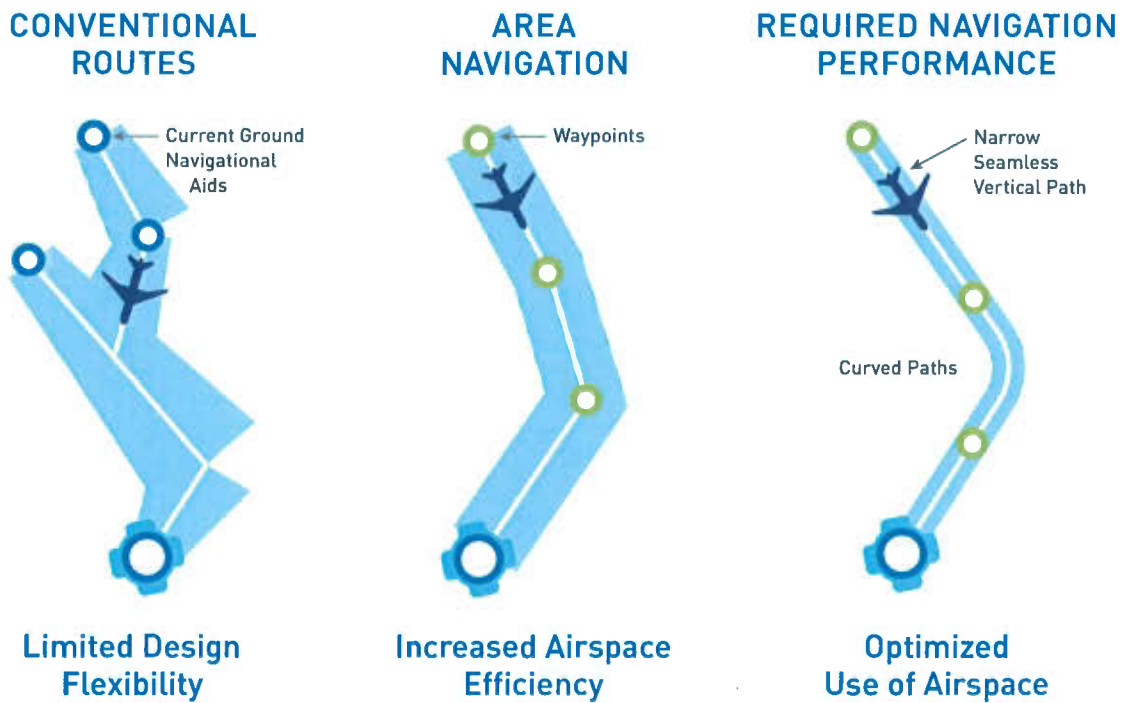 CONVENTIONAL
ROUTES
Current Ground
Navigational
Aids
Limited Design
Flexibility
AREA
NAVIGATION
Waypoints
Increased Airspace
Efficiency
REQUIRED NAVIGATION
PERFORMANCE
Narrow
Seamless
Vertical Path
Curved Paths
Optimized
Use of Airspace